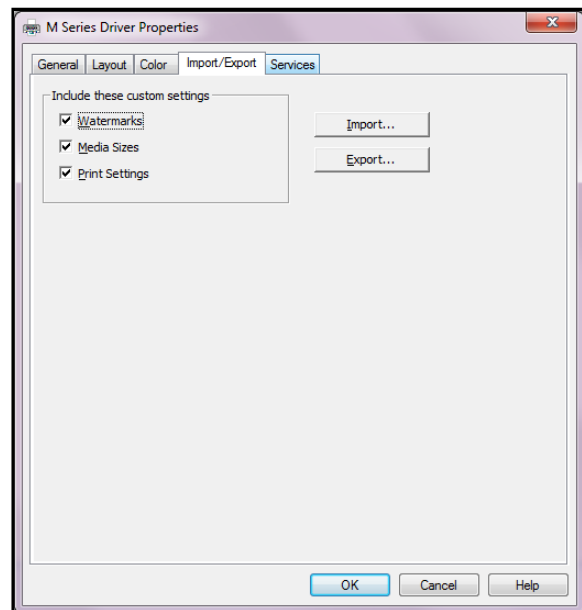 M Series Driver Properties
General Layout Color Import/Export Services
Include these custom settings
Watermarks
Media Sizes
Print Settings
Import...
Export...
OK Cancel Help